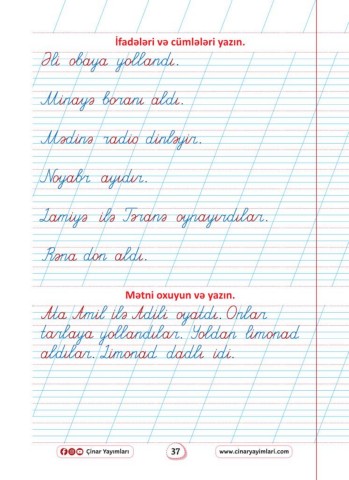 İfadələri və cümlələri yazın.
Əli obaya yollandı.
Minayə boranı aldı.
Mədinə radio dinləyir.
Noyabr ayıdır.
Lamiyə ilə Təranə oynayırdılar.
Rəna don aldı.
Mətni oxuyun və yazın.
Ata Amil ilə Adili oyatdı. Onlar
tarlaya yollandılar. Yoldan limonad
aldılar. Limonad dadlı idi.
Çinar Yayımları
37
www.cinaryayimlari.com